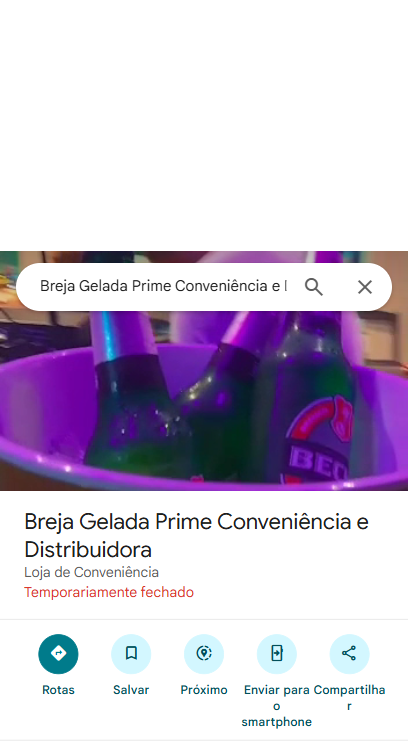 Breja Gelada Prime Conveniência e
BEC
Breja Gelada Prime Conveniência e
Distribuidora
Loja de Conveniência
Temporariamente fechado
Rotas
Salvar
Próximo
Enviar para
o
smartphone
Compartilha
r